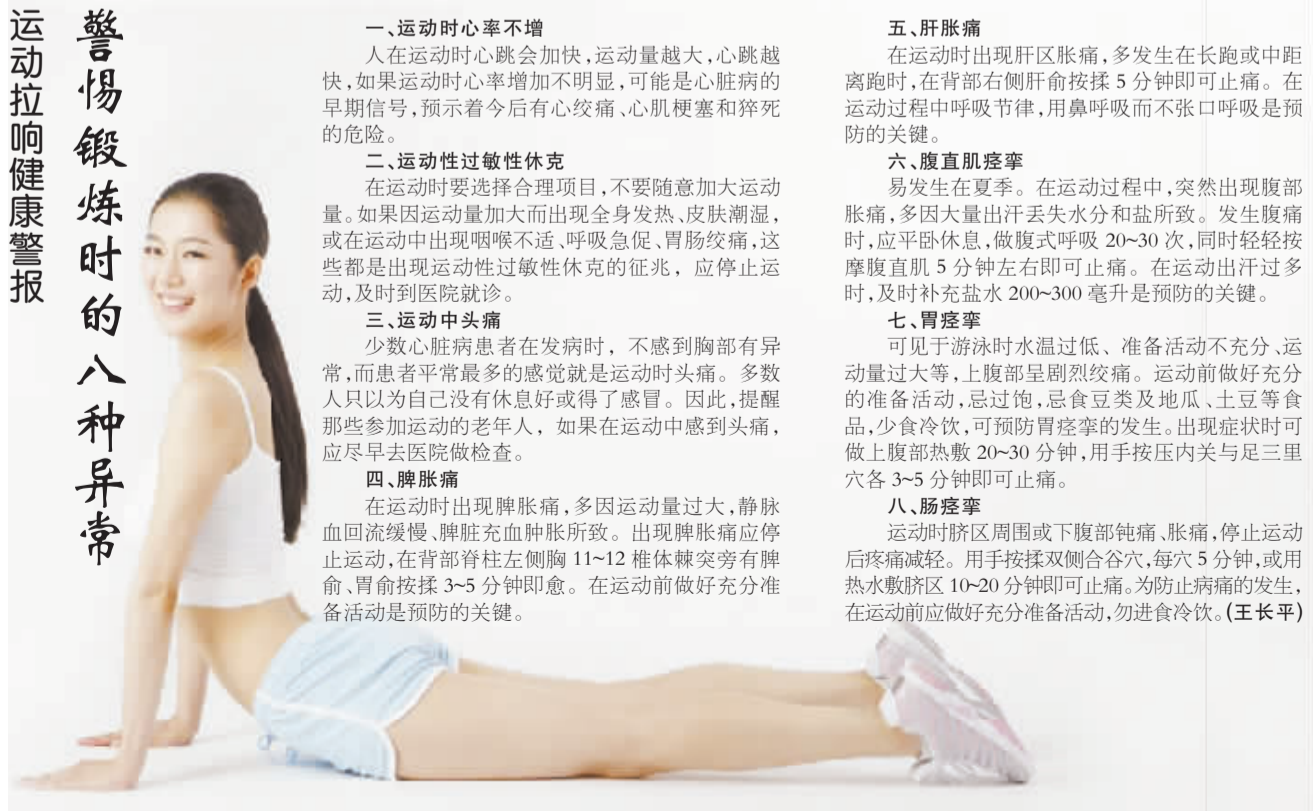 运动拉响健康警报
警惕锻炼时的八种异常
一、运动时心率不增
人在运动时心跳会加快,运动量越大,心跳越
快,如果运动时心率增加不明显,可能是心脏病的
早期信号,预示着今后有心绞痛、心肌梗塞和猝死
的危险。
二、运动性过敏性休克
在运动时要选择合理项目,不要随意加大运动
量。如果因运动量加大而出现全身发热、皮肤潮湿,
或在运动中出现咽喉不适、呼吸急促、胃肠绞痛,这
些都是出现运动性过敏性休克的征兆，应停止运
动,及时到医院就诊。
三、运动中头痛
少数心脏病患者在发病时，不感到胸部有异
常,而患者平常最多的感觉就是运动时头痛。多数
人只以为自己没有休息好或得了感冒。因此,提醒
那些参加运动的老年人，如果在运动中感到头痛,
应尽早去医院做检查。
四、脾胀痛
在运动时出现脾胀痛,多因运动量过大,静脉
血回流缓慢、脾脏充血肿胀所致。出现脾胀痛应停
止运动,在背部脊柱左侧胸 11~12 椎体棘突旁有脾
俞、胃俞按揉 3~5 分钟即愈。在运动前做好充分准
备活动是预防的关键。
五、肝胀痛
在运动时出现肝区胀痛,多发生在长跑或中距
离跑时,在背部右侧肝俞按揉 5 分钟即可止痛。在
运动过程中呼吸节律,用鼻呼吸而不张口呼吸是预
防的关键。
六、腹直肌痉挛
易发生在夏季。在运动过程中,突然出现腹部
胀痛,多因大量出汗丢失水分和盐所致。发生腹痛
时,应平卧休息,做腹式呼吸 20~30 次,同时轻轻按
摩腹直肌 5 分钟左右即可止痛。在运动出汗过多
时,及时补充盐水 200~300 毫升是预防的关键。
七、胃痉挛
可见于游泳时水温过低、准备活动不充分、运
动量过大等,上腹部呈剧烈绞痛。运动前做好充分
的准备活动,忌过饱,忌食豆类及地瓜、土豆等食
品,少食冷饮,可预防胃痉挛的发生。出现症状时可
做上腹部热敷 20~30 分钟,用手按压内关与足三里
穴各 3~5 分钟即可止痛。
八、肠痉挛
运动时脐区周围或下腹部钝痛、胀痛,停止运动
后疼痛减轻。用手按揉双侧合谷穴,每穴 5 分钟,或用
热水敷脐区 10~20 分钟即可止痛。为防止病痛的发生,
在运动前应做好充分准备活动,勿进食冷饮。(王长平)